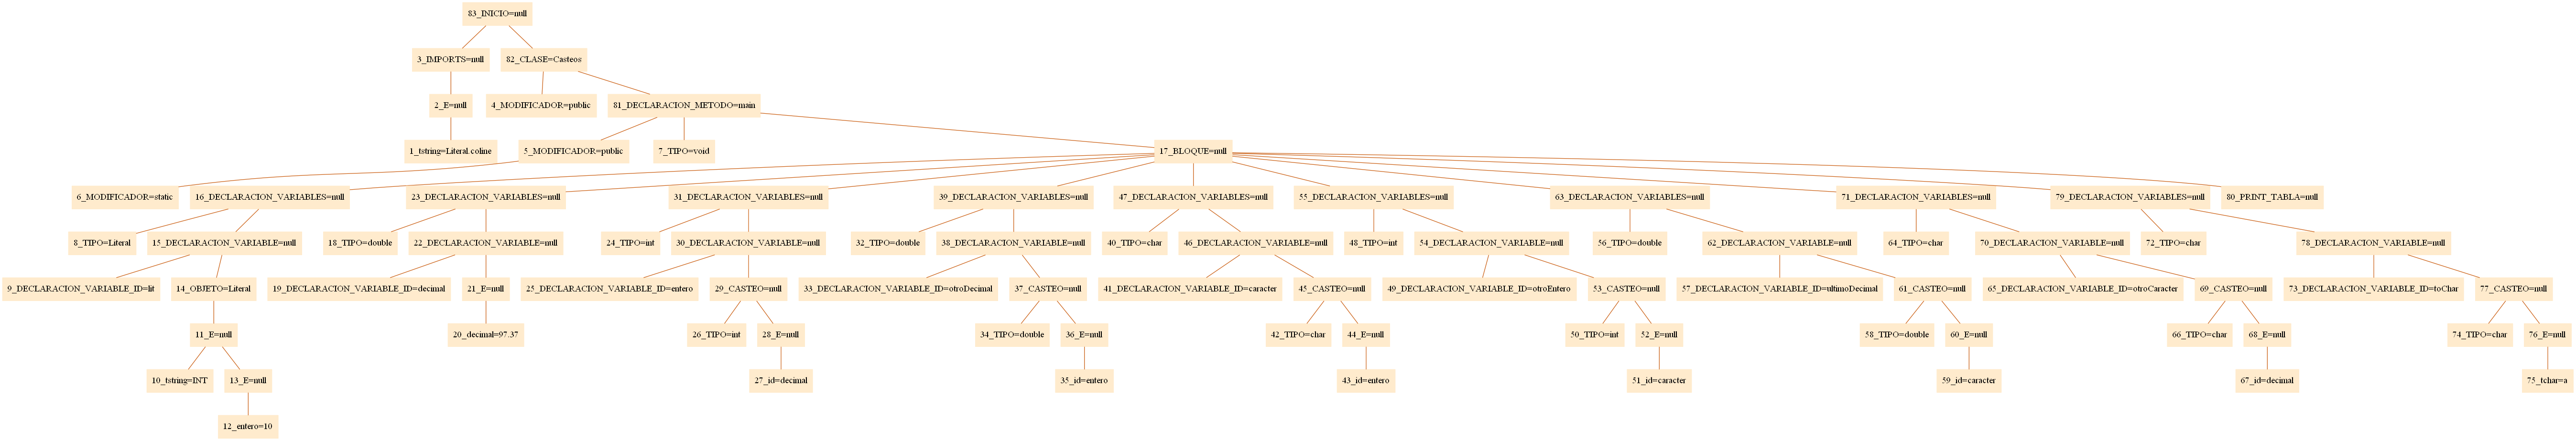 83_INICIO=null
3_IMPORTS=null
82_CLASE=Casteos
2_E=null
4_MODIFICADOR=public
81_DECLARACION_METODO=main
1_tstring=Literal.coline
5_MODIFICADOR=public
7_TIPO=void
17_BLOQUE=null
6_MODIFICADOR=static
16_DECLARACION_VARIABLES=null
23_DECLARACION_VARIABLES=null
31_DECLARACION_VARIABLES=null
39_DECLARACION_VARIABLES=null
47_DECLARACION_VARIABLES=null
55_DECLARACION_VARIABLES=null
63_DECLARACION_VARIABLES=null
71_DECLARACION_VARIABLES=null
79_DECLARACION_VARIABLES=null
80_PRINT_TABLA=null
8_TIPO=Literal
15_DECLARACION_VARIABLE=null
18_TIPO=double
22_DECLARACION_VARIABLE=null
24_TIPO=int
30_DECLARACION_VARIABLE=null
32_TIPO=double
38_DECLARACION_VARIABLE=null
40_TIPO=char
46_DECLARACION_VARIABLE=null
48_TIPO=int
54_DECLARACION_VARIABLE=null
56_TIPO=double
62_DECLARACION_VARIABLE=null
64_TIPO=char
70_DECLARACION_VARIABLE=null
72_TIPO=char
78_DECLARACION_VARIABLE=null
9_DECLARACION_VARIABLE_ID=lit
14_OBJETO=Literal
19_DECLARACION_VARIABLE_ID=decimal
21_E=null
25_DECLARACION_VARIABLE_ID=entero
29_CASTEO=null
33_DECLARACION_VARIABLE_ID=otroDecimal
37_CASTEO=null
41_DECLARACION_VARIABLE_ID=caracter
45_CASTEO=null
49_DECLARACION_VARIABLE_ID=otroEntero
53_CASTEO=null
57_DECLARACION_VARIABLE_ID=ultimoDecimal
61_CASTEO=null
65_DECLARACION_VARIABLE_ID=otroCaracter
69_CASTEO=null
73_DECLARACION_VARIABLE_ID=toChar
77_CASTEO=null
11_E=null
20_decimal=97.37
26_TIPO=int
28_E=null
34_TIPO=double
36_E=null
42_TIPO=char
44_E=null
50_TIPO=int
52_E=null
58_TIPO=double
60_E=null
66_TIPO=char
68_E=null
74_TIPO=char
76_E=null
10_tstring=INT
13_E=null
27_id=decimal
35_id=entero
43_id=entero
51_id=caracter
59_id=caracter
67_id=decimal
75_tchar=a
12_entero=10